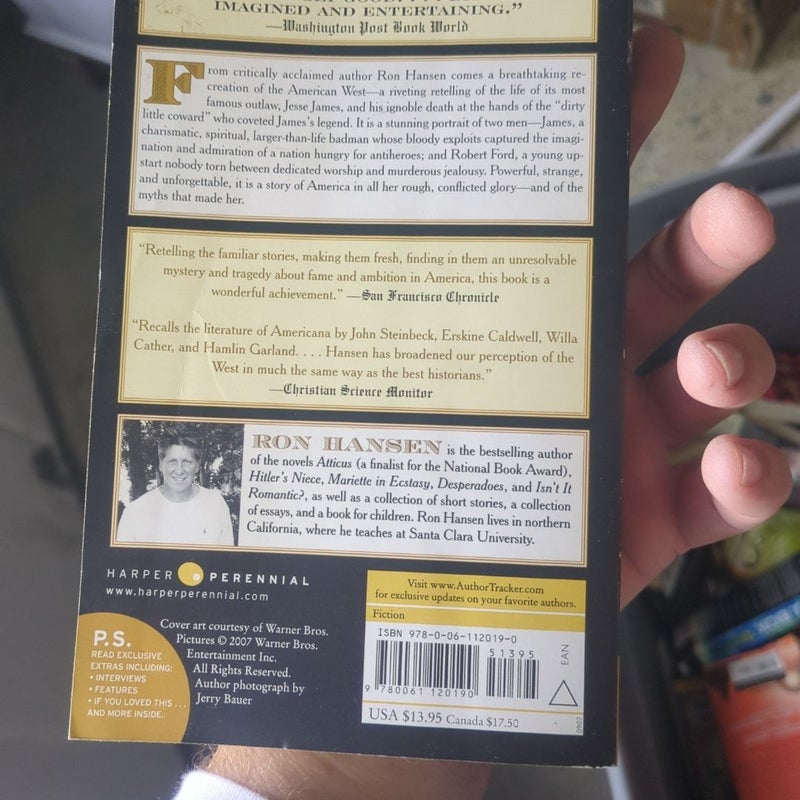 IMAGINED AND ENTERTAINING.”
—Washington Post Book World
From critically acclaimed author Ron Hansen comes a breathtaking re-
creation of the American West—a riveting retelling of the life of its most
famous outlaw, Jesse James, and his ignoble death at the hands of the “dirty
little coward” who coveted James's legend. It is a stunning portrait of two men—James, a
charismatic, spiritual, larger-than-life badman whose bloody exploits captured the imagi-
nation and admiration of a nation hungry for antiheroes; and Robert Ford, a young up-
start nobody torn between dedicated worship and murderous jealousy. Powerful, strange,
and unforgettable, it is a story of America in all her rough, conflicted glory—and of the
myths that made her.
“Retelling the familiar stories, making them fresh, finding in them an unresolvable
mystery and tragedy about fame and ambition in America, this book is a
wonderful achievement.” —San Francisco Chronicle
“Recalls the literature of Americana by John Steinbeck, Erskine Caldwell, Willa
Cather, and Hamlin Garland. . . . Hansen has broadened our perception of the
West in much the same way as the best historians.”
—Christian Science Monitor
RON HANSEN is the bestselling author
of the novels Atticus (a finalist for the National Book Award),
Hitler's Niece, Mariette in Ecstasy, Desperadoes, and Isn't It
Romantic?, as well as a collection of short stories, a collection
of essays, and a book for children. Ron Hansen lives in northern
California, where he teaches at Santa Clara University.
HARPER PERENNIAL
www.harperperennial.com
P.S.
READ EXCLUSIVE
EXTRAS INCLUDING:
• INTERVIEWS
• FEATURES
• IF YOU LOVED THIS . . .
AND MORE INSIDE.
Cover art courtesy of Warner Bros.
Pictures © 2007 Warner Bros.
Entertainment Inc.
All Rights Reserved.
Author photograph by
Jerry Bauer
Visit www.AuthorTracker.com
for exclusive updates on your favorite authors.
Fiction
ISBN 978-0-06-112019-0
51395
EAN
9 780061 120190
USA $13.95 Canada $17.50
0907